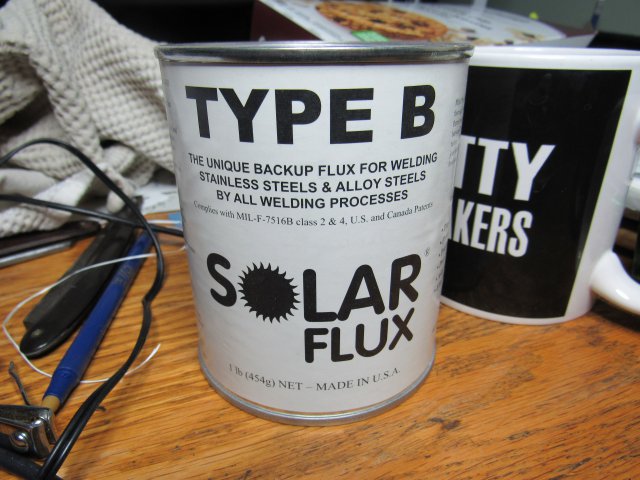 TYPE B
THE UNIQUE BACKUP FLUX FOR WELDING
STAINLESS STEELS & ALLOY STEELS
BY ALL WELDING PROCESSES
Complies with MIL-F-7516B class 2 & 4, U.S. and Canada Patents
SOLAR®
FLUX
1 lb (454g) NET – MADE IN U.S.A.
TTY
AKERS